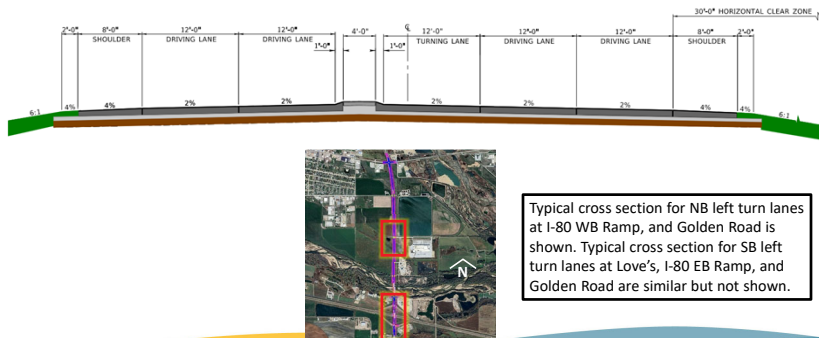 30'-0" HORIZONTAL CLEAR ZONE
2'-0" 8'-0" 12'-0" 12'-0" 4'-0" ℄ 12'-0" 12'-0" 12'-0" 8'-0" 2'-0"
SHOULDER DRIVING LANE DRIVING LANE TURNING LANE DRIVING LANE DRIVING LANE SHOULDER
1'-0" 1'-0"
6:1 4% 4% 2% 2% 2% 2% 2% 4% 4% 6:1
N
Typical cross section for NB left turn lanes
at I-80 WB Ramp, and Golden Road is
shown. Typical cross section for SB left
turn lanes at Love's, I-80 EB Ramp, and
Golden Road are similar but not shown.